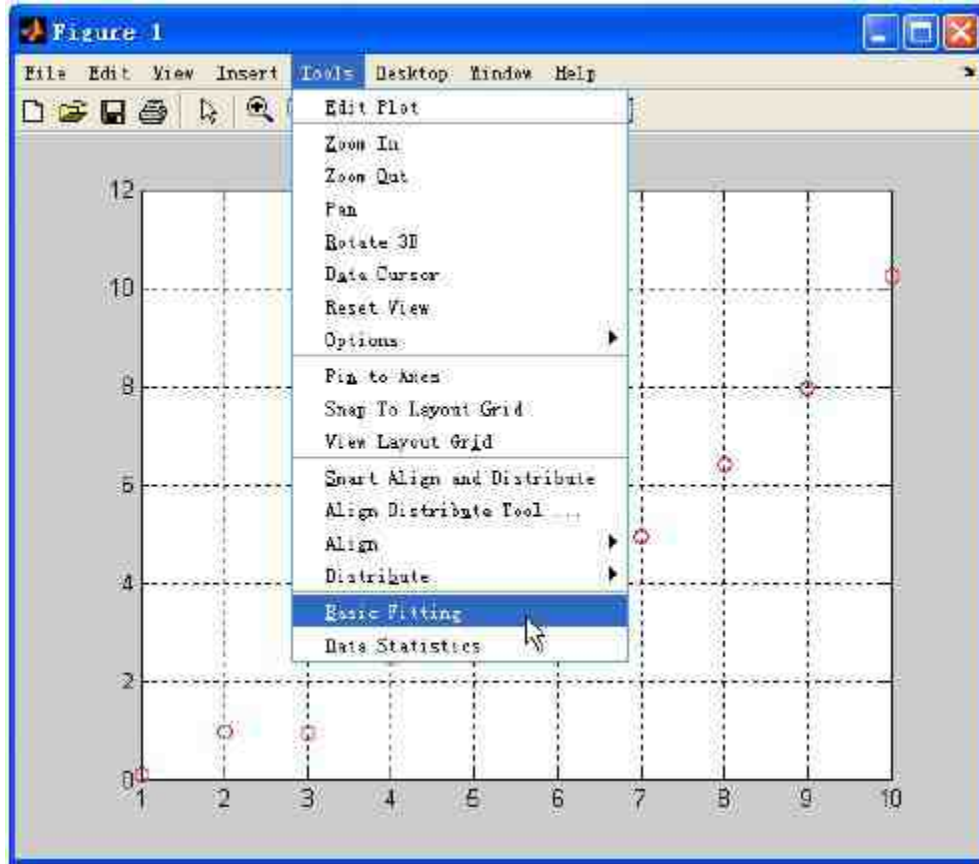 Figure 1
File Edit View Insert Tools Desktop Window Help
Edit Plot
Zoom In
Zoom Out
Pan
Rotate 3D
Data Cursor
Reset View
Options
Pin to Axes
Snap To Layout Grid
View Layout Grid
Smart Align and Distribute
Align Distribute Tool ...
Align
Distribute
Basic Fitting
Data Statistics
12
10
8
6
4
2
0
1 2 3 4 5 6 7 8 9 10